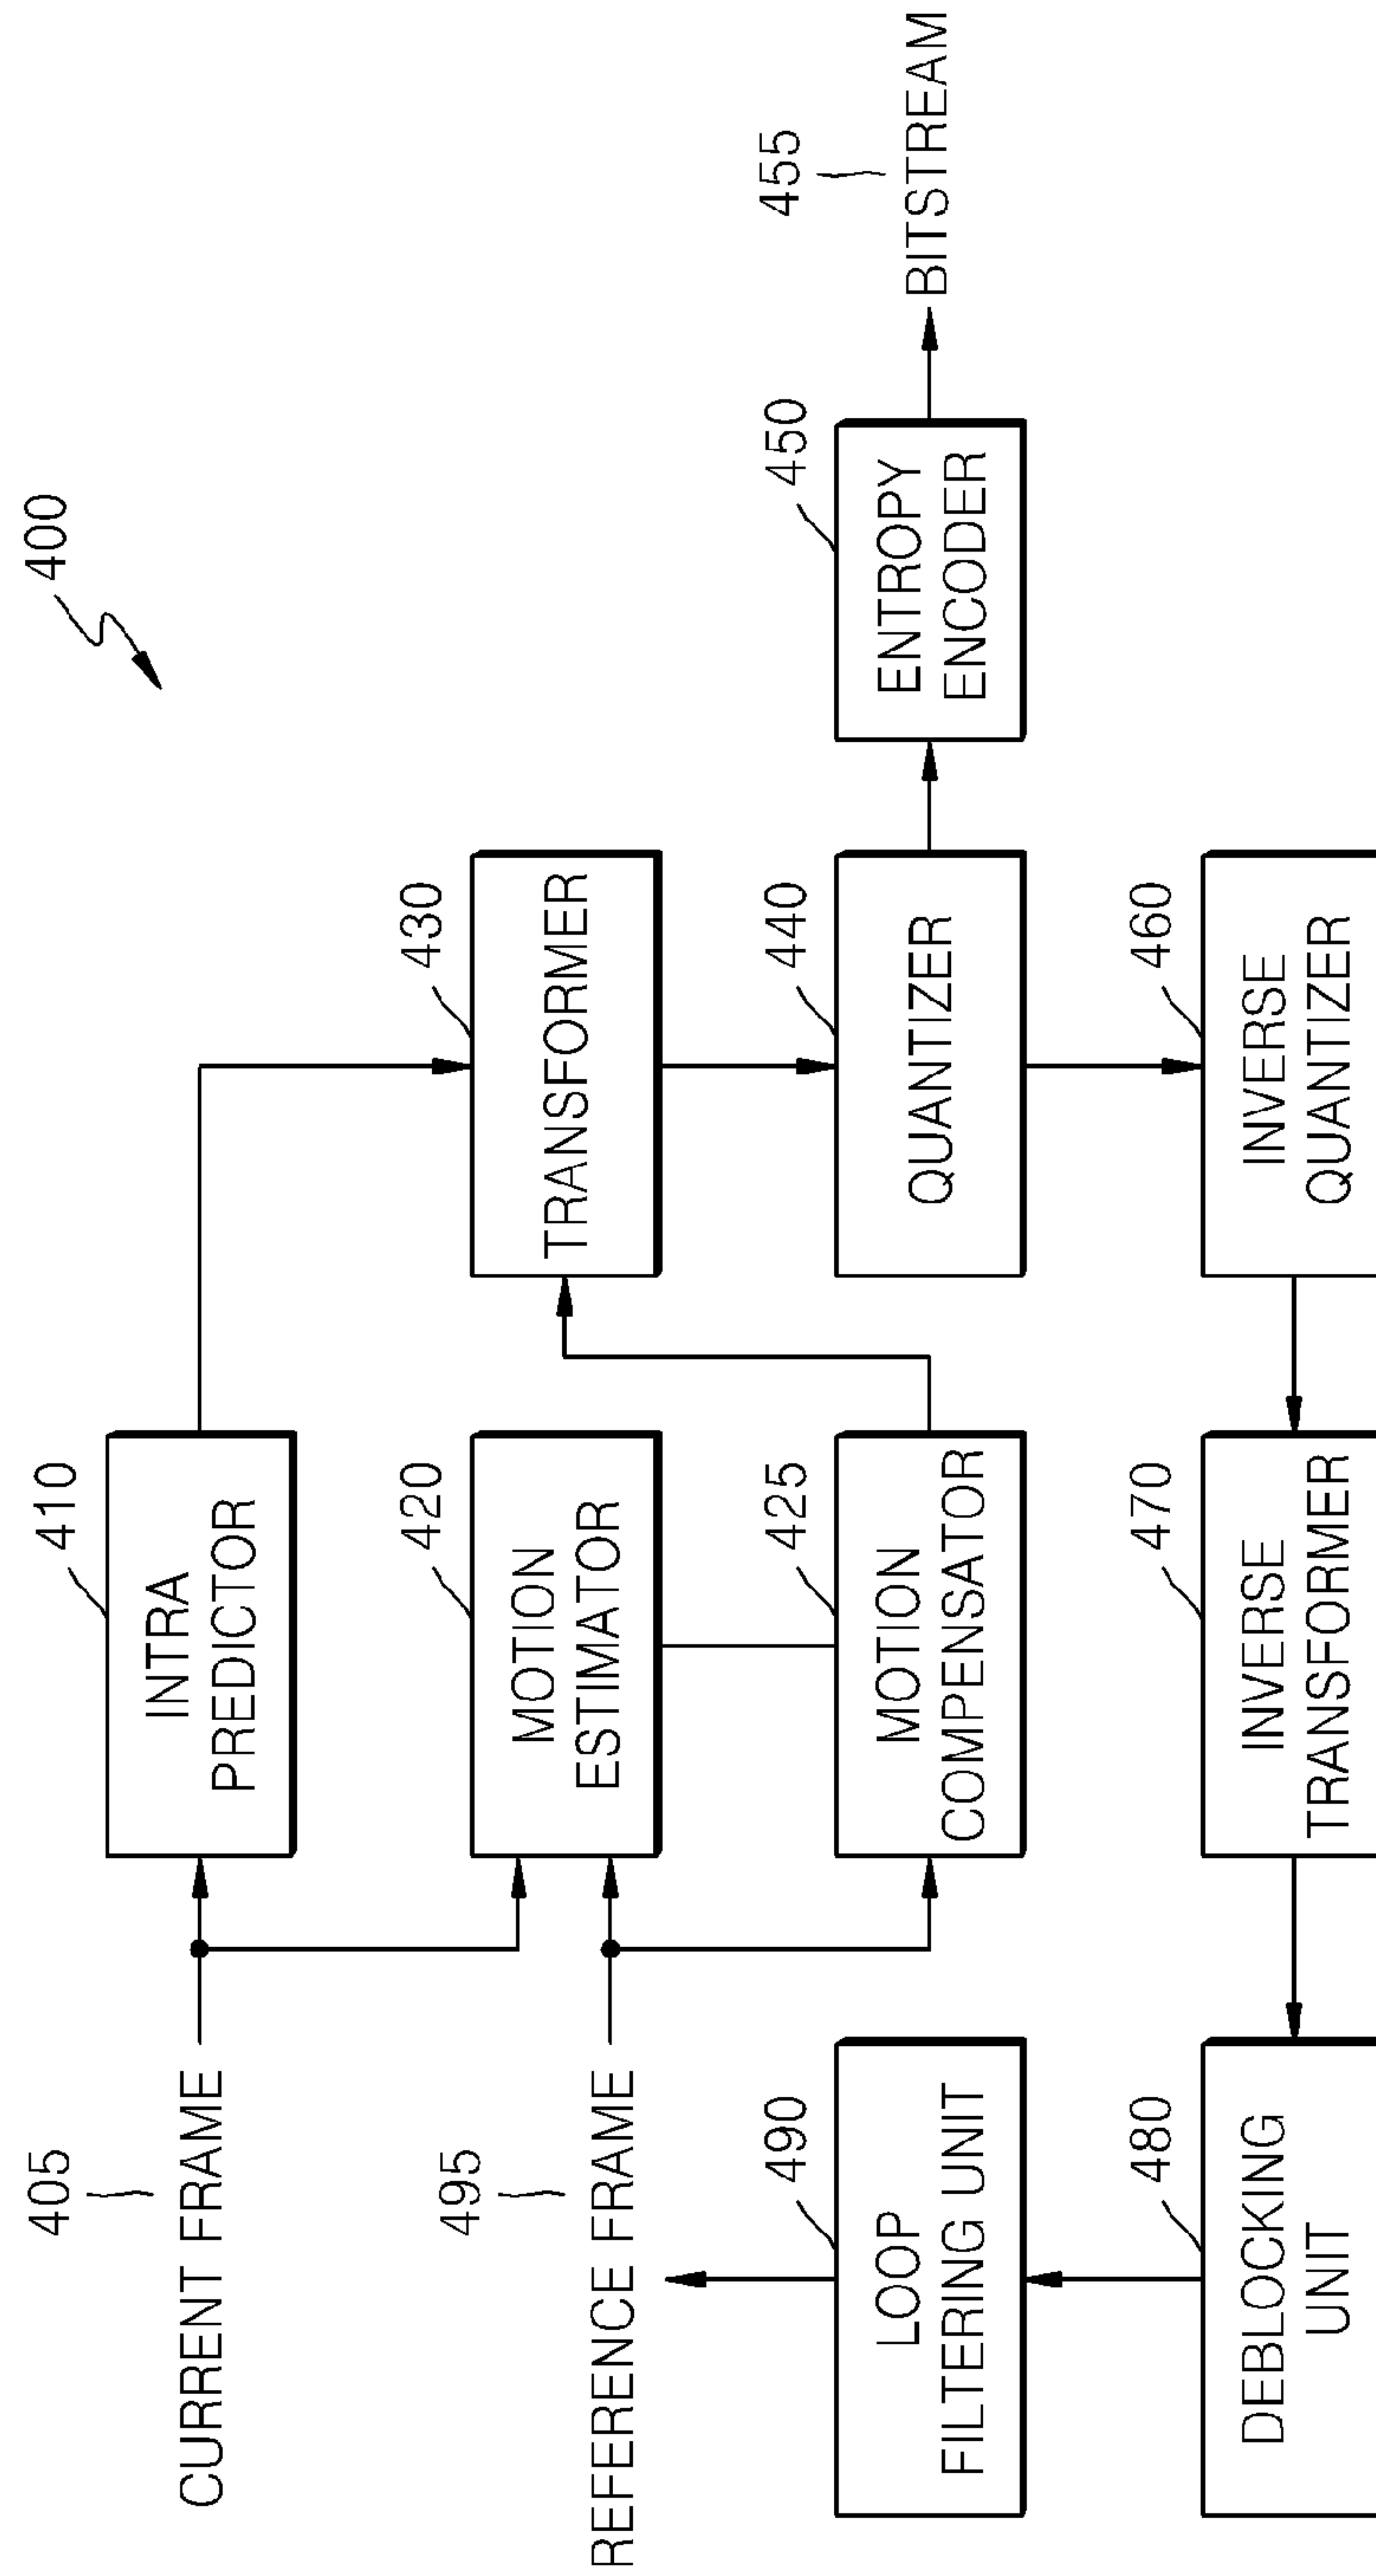 400
405
CURRENT FRAME
410
INTRA
PREDICTOR
495
REFERENCE FRAME
420
MOTION
ESTIMATOR
430
TRANSFORMER
490
LOOP
FILTERING UNIT
425
MOTION
COMPENSATOR
440
QUANTIZER
450
ENTROPY
ENCODER
455
BITSTREAM
480
DEBLOCKING
UNIT
470
INVERSE
TRANSFORMER
460
INVERSE
QUANTIZER